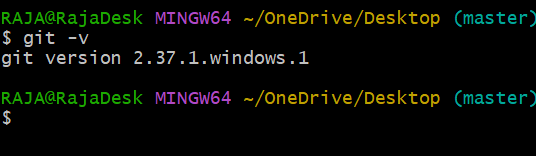 RAJA@RajaDesk MINGW64 ~/OneDrive/Desktop (master)
$ git -v
git version 2.37.1.windows.1
RAJA@RajaDesk MINGW64 ~/OneDrive/Desktop (master)
$